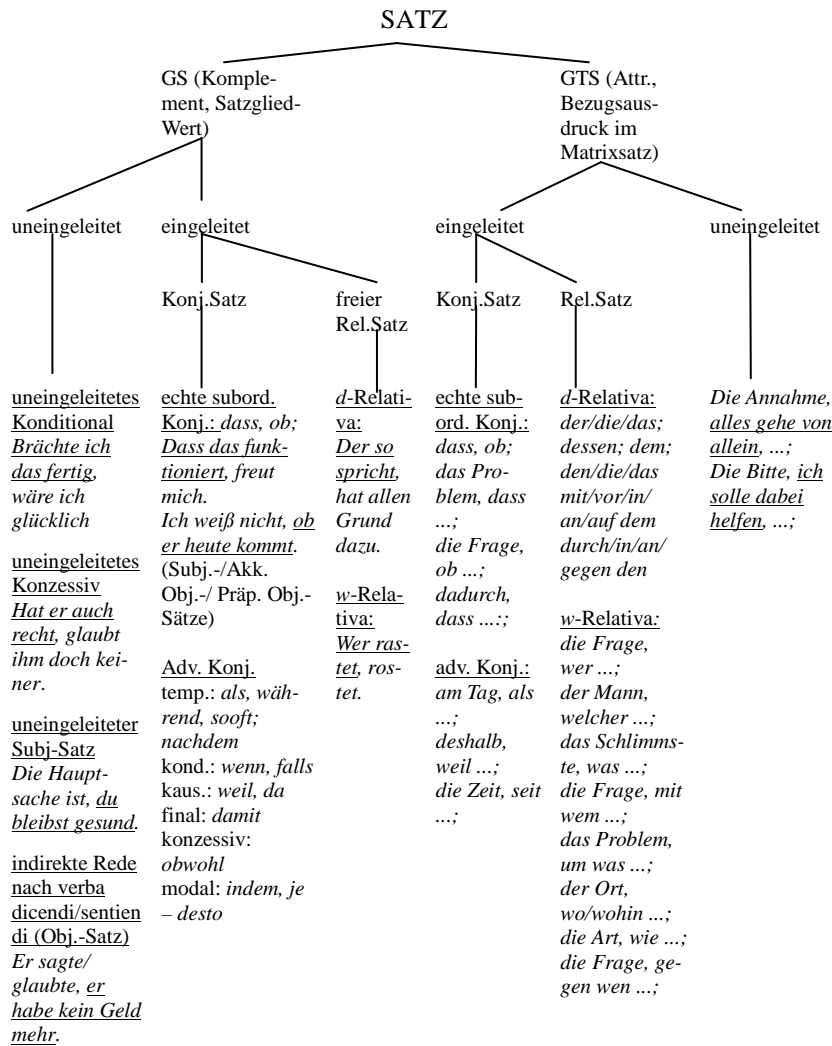 SATZ
GS (Komple-
ment, Satzglied-
Wert)
GTS (Attr.,
Bezugsaus-
druck im
Matrixsatz)
uneingeleitet
eingeleitet
eingeleitet
uneingeleitet
Konj.Satz
freier
Rel.Satz
Konj.Satz
Rel.Satz
uneingeleitetes
Konditional
Brächte ich
das fertig,
wäre ich
glücklich
uneingeleitetes
Konzessiv
Hat er auch
recht, glaubt
ihm doch kei-
ner.
uneingeleiteter
Subj-Satz
Die Haupt-
sache ist, du
bleibst gesund.
indirekte Rede
nach verba
dicendi/sentien
di (Obj.-Satz)
Er sagte/
glaubte, er
habe kein Geld
mehr.
echte subord.
Konj.: dass, ob;
Dass das funk-
tioniert, freut
mich.
Ich weiß nicht, ob
er heute kommt.
(Subj.-/Akk.
Obj.-/ Präp. Obj.-
Sätze)
Adv. Konj.
temp.: als, wäh-
rend, sooft;
nachdem
kond.: wenn, falls
kaus.: weil, da
final: damit
konzessiv:
obwohl
modal: indem, je
– desto
d-Relati-
va:
Der so
spricht,
hat allen
Grund
dazu.
w-Rela-
tiva:
Wer ras-
tet, ros-
tet.
echte sub-
ord. Konj.:
dass, ob;
das Pro-
blem, dass
...;
die Frage,
ob ...;
dadurch,
dass ...:;
adv. Konj.:
am Tag, als
...;
deshalb,
weil ...;
die Zeit, seit
...;
d-Relativa:
der/die/das;
dessen; dem;
den/die/das
mit/vor/in/
an/auf dem
durch/in/an/
gegen den
w-Relativa:
die Frage,
wer ...;
der Mann,
welcher ...;
das Schlimms-
te, was ...;
die Frage, mit
wem ...;
das Problem,
um was ...;
der Ort,
wo/wohin ...;
die Art, wie ...;
die Frage, ge-
gen wen ...;
Die Annahme,
alles gehe von
allein, ...;
Die Bitte, ich
solle dabei
helfen, ...;